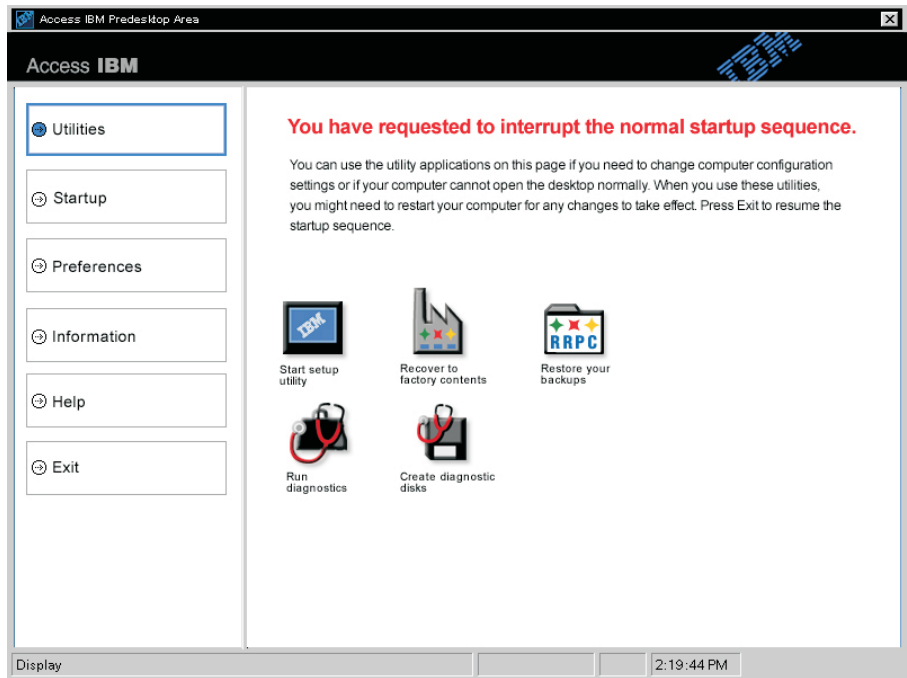 Access IBM Predesktop Area
Access IBM
IBM
Utilities
Startup
Preferences
Information
Help
Exit
You have requested to interrupt the normal startup sequence.
You can use the utility applications on this page if you need to change computer configuration
settings or if your computer cannot open the desktop normally. When you use these utilities,
you might need to restart your computer for any changes to take effect. Press Exit to resume the
startup sequence.
IBM
Start setup
utility
Recover to
factory contents
RRPC
Restore your
backups
Run
diagnostics
Create diagnostic
disks
Display
2:19:44 PM